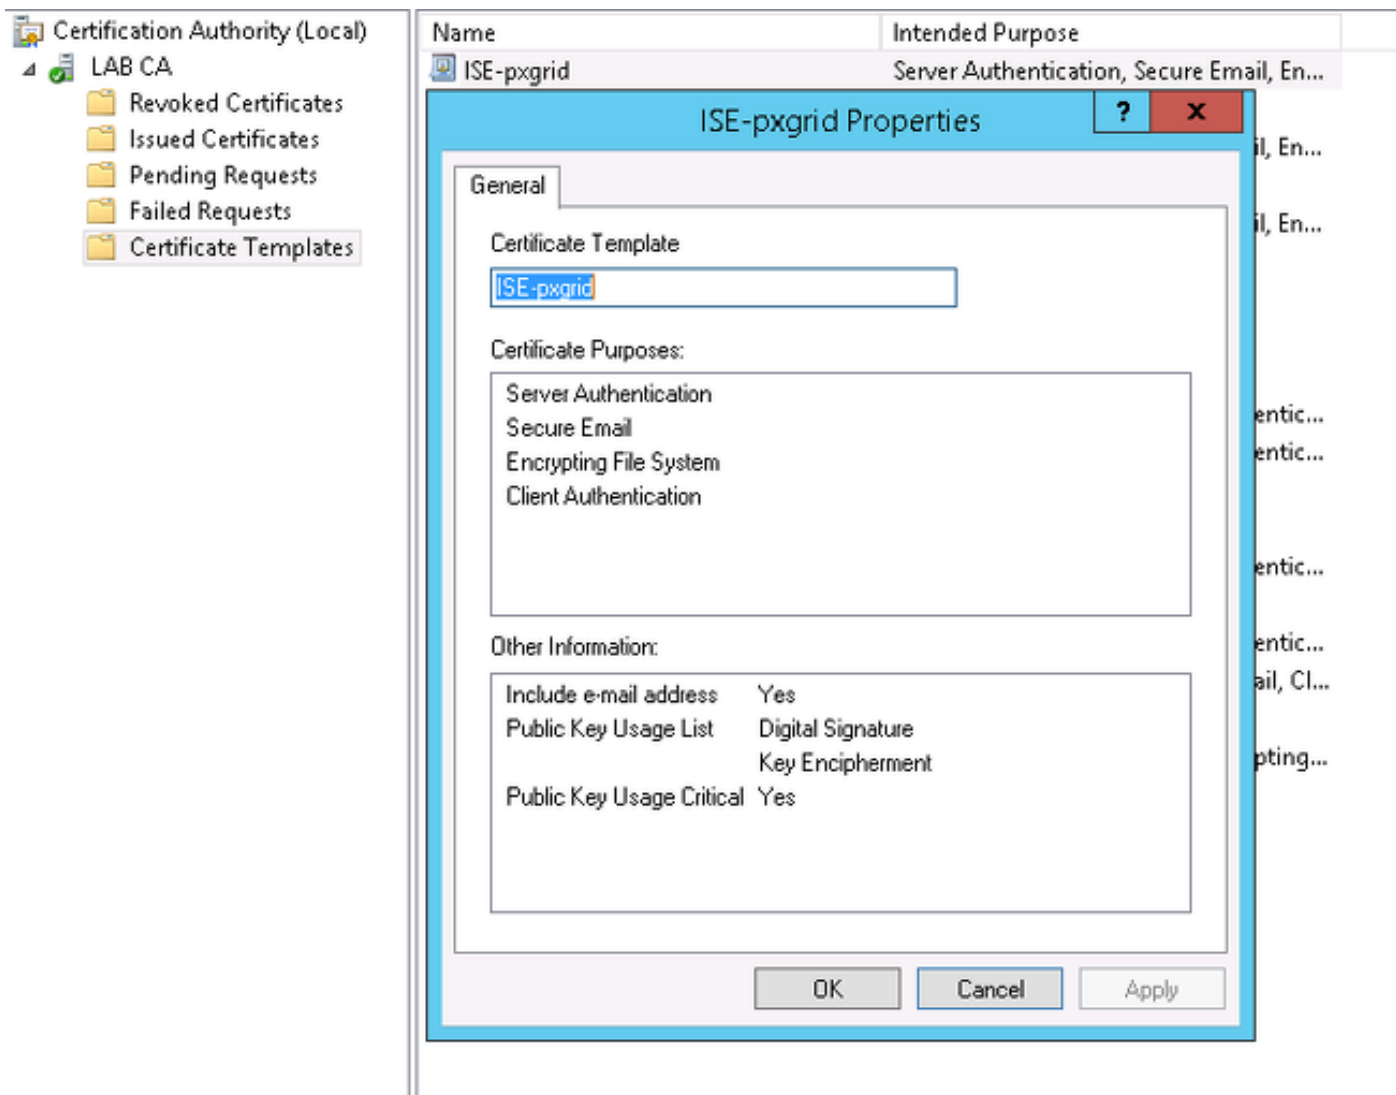 Certification Authority (Local)
LAB CA
Revoked Certificates
Issued Certificates
Pending Requests
Failed Requests
Certificate Templates
Name Intended Purpose
ISE-pxgrid Server Authentication, Secure Email, En...
ISE-pxgrid Properties ? x
il, En...
General
il, En...
Certificate Template
ISE-pxgrid
Certificate Purposes:
Server Authentication
Secure Email
Encrypting File System
Client Authentication
entic...
entic...
entic...
Other Information:
entic...
Include e-mail address Yes
ail, Cl...
Public Key Usage List Digital Signature
Key Encipherment
pting...
Public Key Usage Critical Yes
OK Cancel Apply